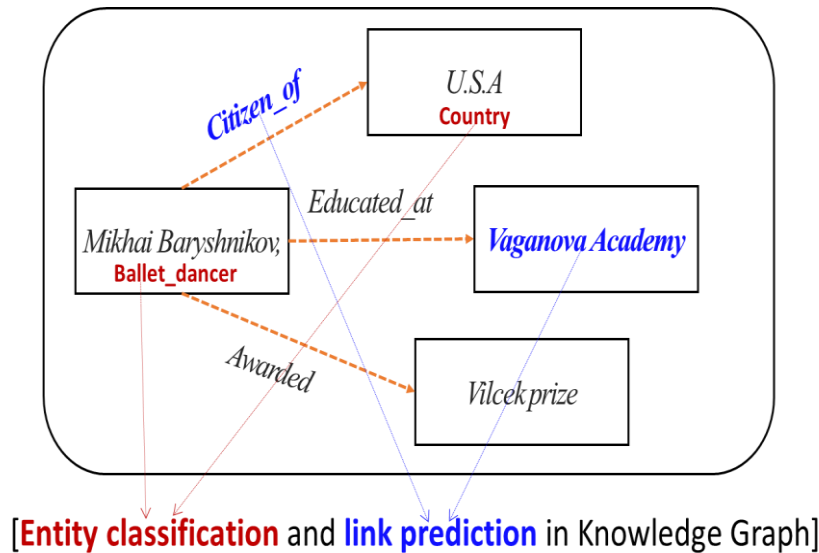 U.S.A
Country
Citizen_of
Educated_at
Mikhai Baryshnikov,
Ballet_dancer
Vaganova Academy
Awarded
Vilcek prize
[Entity classification and link prediction in Knowledge Graph]